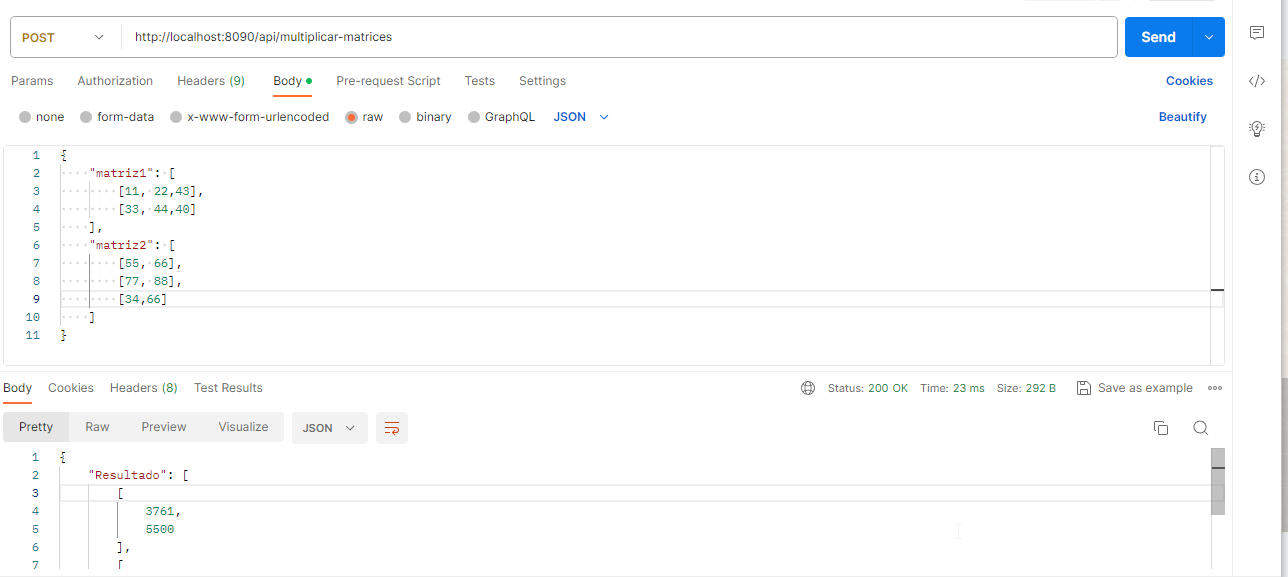 POST http://localhost:8090/api/multiplicar-matrices Send
Params Authorization Headers (9) Body Pre-request Script Tests Settings Cookies
none form-data x-www-form-urlencoded raw binary GraphQL JSON Beautify
1 {
2 "matriz1": [
3 [11, 22,43],
4 [33, 44,40]
5 ],
6 "matriz2": [
7 [55, 66],
8 [77, 88],
9 [34,66]
10 ]
11 }
Body Cookies Headers (8) Test Results Status: 200 OK Time: 23 ms Size: 292 B Save as example
Pretty Raw Preview Visualize JSON
1 {
2 "Resultado": [
3 [
4 3761,
5 5500
6 ],
7 [